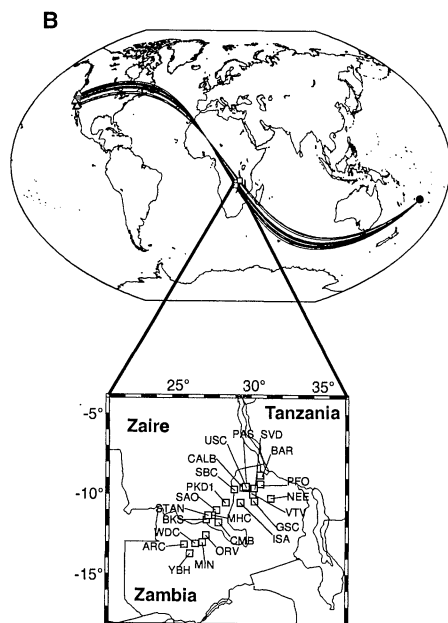 B
25° 30° 35°
-5°
Zaire Tanzania
PAS SVD
USC
BAR
CALB
SBC
PFO
PKD1
NEE
-10°
SAO
VTV
STAN
GSC
BKS MHC
ISA
WDC CMB
ARC ORV
MIN
YBH
-15°
Zambia